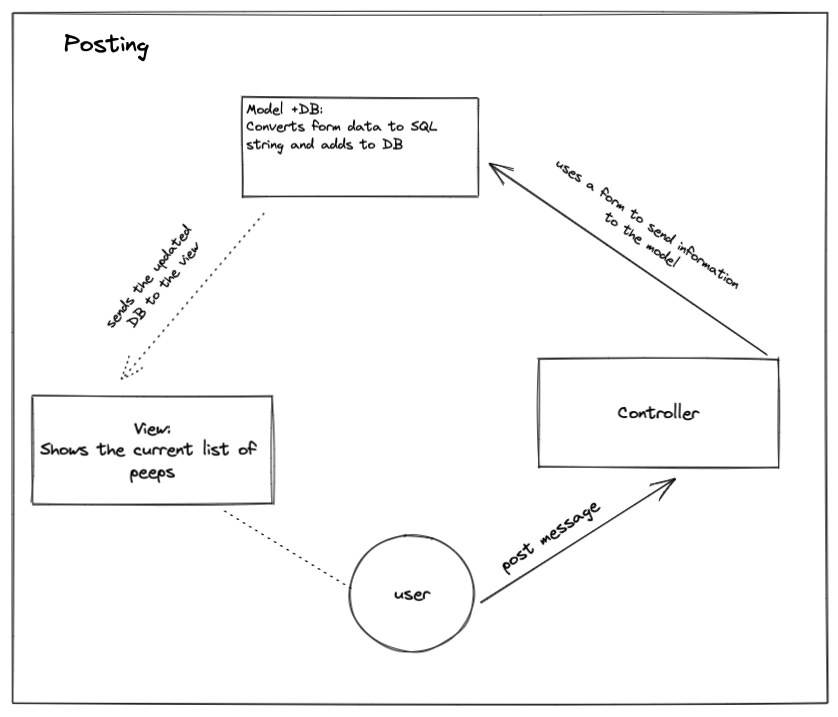 Posting
Model +DB:
Converts form data to SQL
string and adds to DB
uses a form to send information
to the model
sends the updated
DB to the view
Controller
View:
Shows the current list of
peeps
post message
user